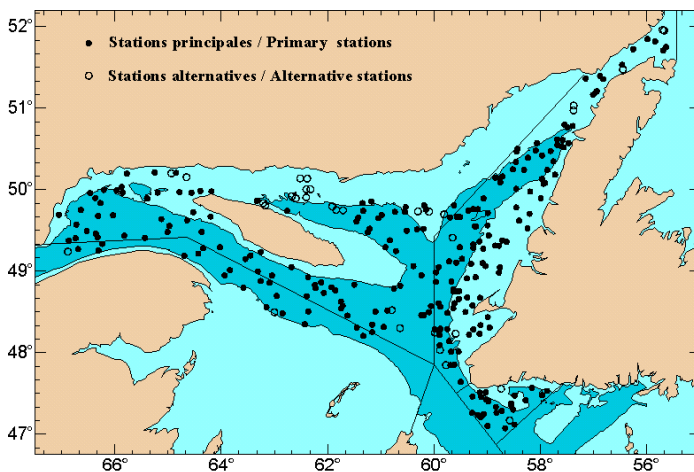 52°
Stations principales / Primary stations
Stations alternatives / Alternative stations
51°
50°
49°
48°
47°
66° 64° 62° 60° 58° 56°